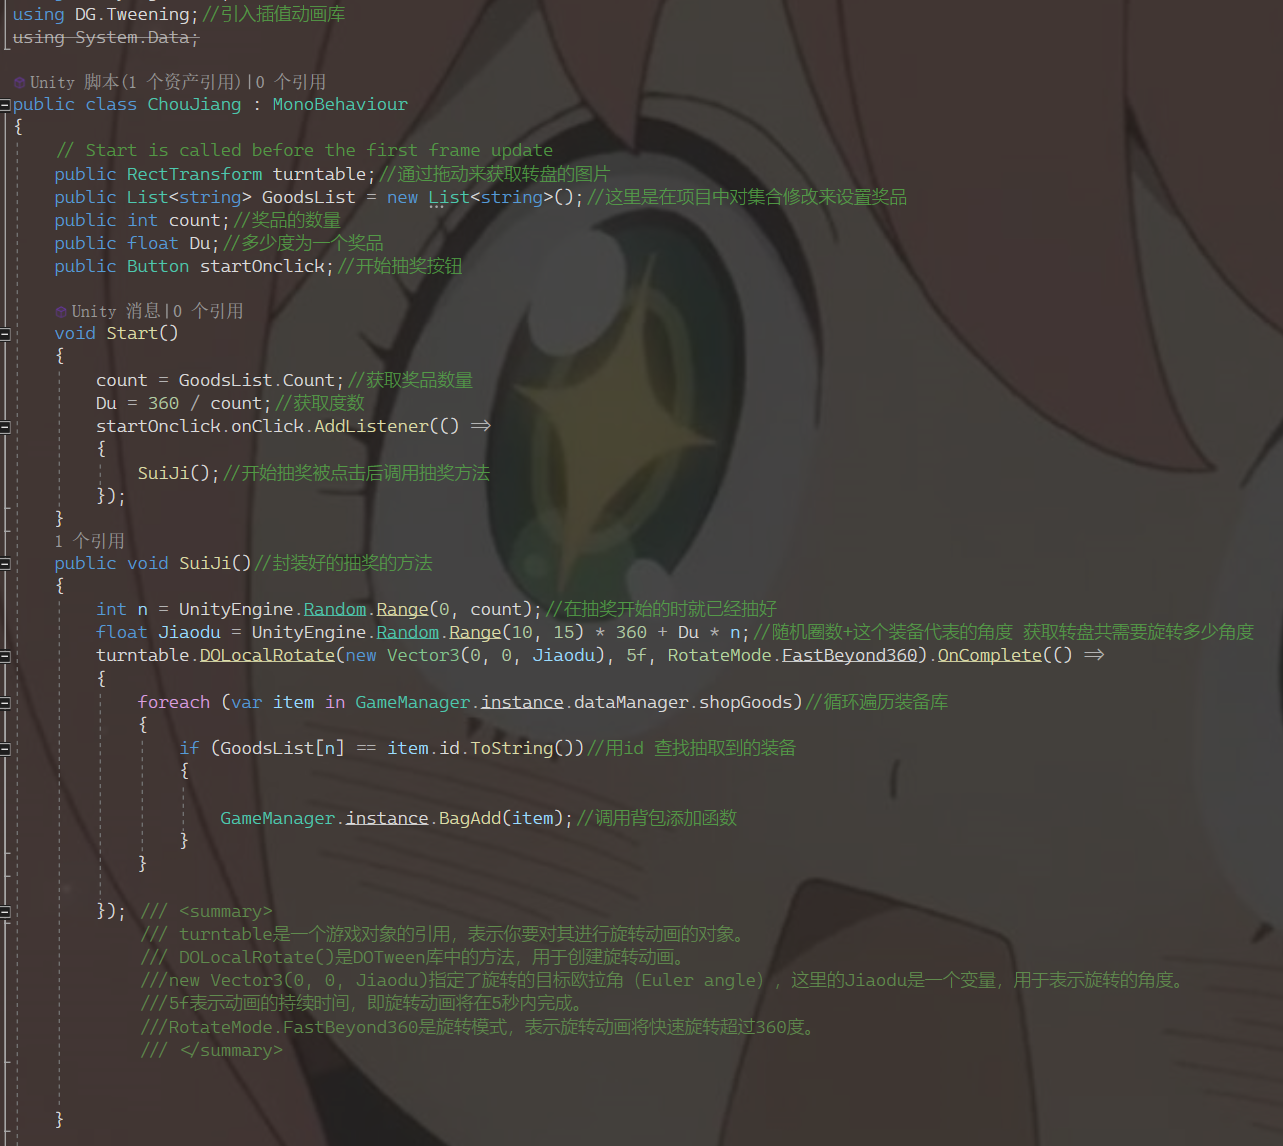 using DG.Tweening;//引入插值动画库
using System.Data;
Unity 脚本(1 个资产引用)|0 个引用
public class ChouJiang : MonoBehaviour
{
// Start is called before the first frame update
public RectTransform turntable;//通过拖动来获取转盘的图片
public List<string> GoodsList = new List<string>();//这里是在项目中对集合修改来设置奖品
public int count;//奖品的数量
public float Du;//多少度为一个奖品
public Button startOnclick;//开始抽奖按钮
Unity 消息|0 个引用
void Start()
{
count = GoodsList.Count;//获取奖品数量
Du = 360 / count;//获取度数
startOnclick.onClick.AddListener(() =>
{
SuiJi();//开始抽奖被点击后调用抽奖方法
});
}
1 个引用
public void SuiJi()//封装好的抽奖的方法
{
int n = UnityEngine.Random.Range(0, count);//在抽奖开始的时就已经抽好
float Jiaodu = UnityEngine.Random.Range(10, 15) * 360 + Du * n;//随机圈数+这个装备代表的角度 获取转盘共需要旋转多少角度
turntable.DOLocalRotate(new Vector3(0, 0, Jiaodu), 5f, RotateMode.FastBeyond360).OnComplete(() =>
{
foreach (var item in GameManager.instance.dataManager.shopGoods)//循环遍历装备库
{
if (GoodsList[n] == item.id.ToString())//用id 查找抽取到的装备
{
GameManager.instance.BagAdd(item);//调用背包添加函数
}
}
}); /// <summary>
/// turntable是一个游戏对象的引用，表示你要对其进行旋转动画的对象。
/// DOLocalRotate()是DOTween库中的方法，用于创建旋转动画。
///new Vector3(0, 0, Jiaodu)指定了旋转的目标欧拉角（Euler angle），这里的Jiaodu是一个变量，用于表示旋转的角度。
///5f表示动画的持续时间，即旋转动画将在5秒内完成。
///RotateMode.FastBeyond360是旋转模式，表示旋转动画将快速旋转超过360度。
/// </summary>
}